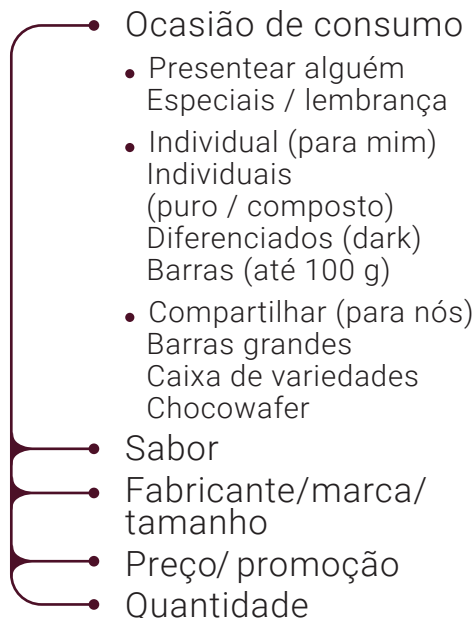 Ocasião de consumo
• Presentear alguém
Especiais / lembrança
• Individual (para mim)
Individuais
(puro / composto)
Diferenciados (dark)
Barras (até 100 g)
• Compartilhar (para nós)
Barras grandes
Caixa de variedades
Chocowafer
Sabor
Fabricante/marca/
tamanho
Preço/ promoção
Quantidade